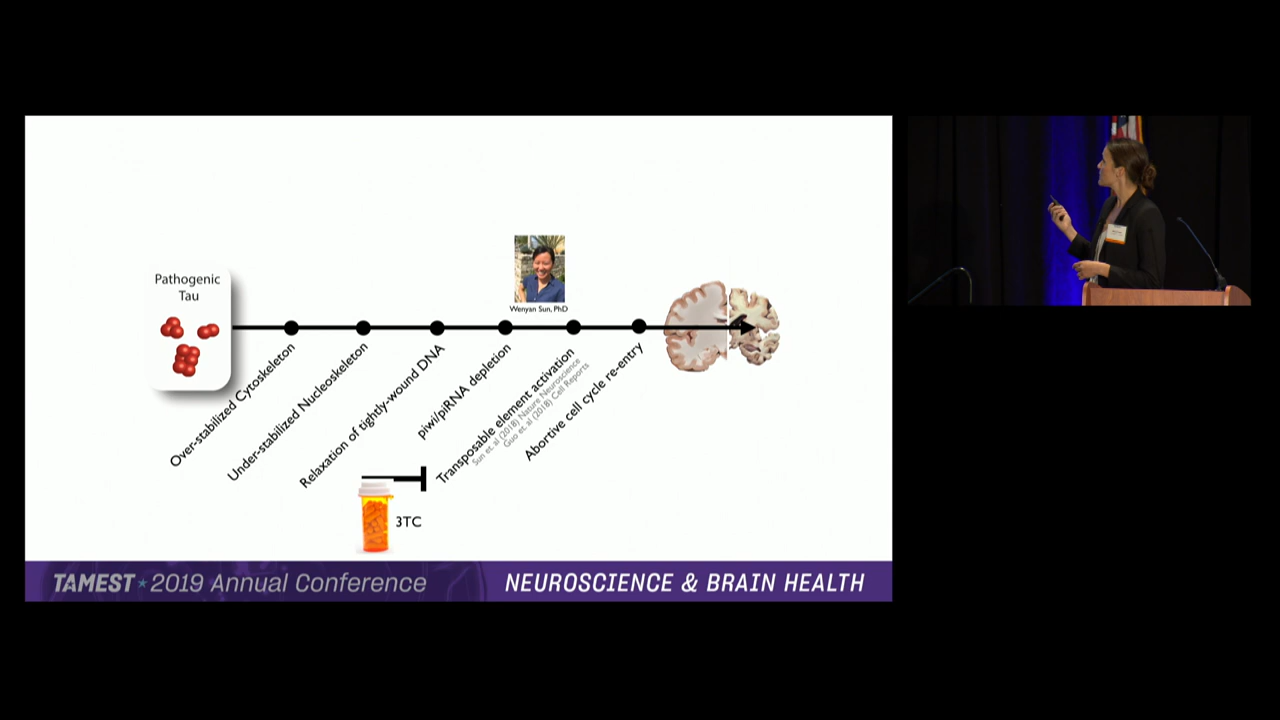 Pathogenic
Tau
Wenyan Sun, PhD
Over-stabilized Cytoskeleton
Under-stabilized Nucleoskeleton
Relaxation of tightly-wound DNA
piwi/piRNA depletion
Transposable element activation
Sun et. al (2018) Nature Neuroscience
Guo et. al (2018) Cell Reports
Abortive cell cycle re-entry
3TC
TAMEST★2019 Annual Conference
NEUROSCIENCE & BRAIN HEALTH